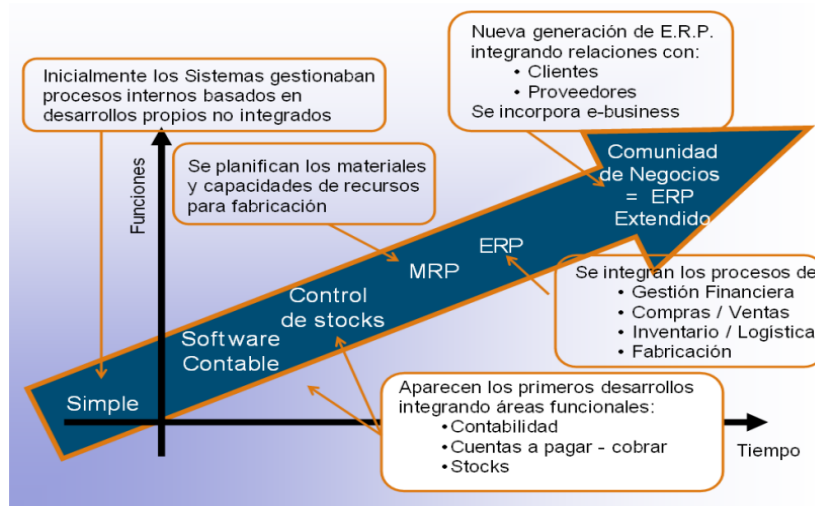 Nueva generación de E.R.P.
integrando relaciones con:
• Clientes
• Proveedores
Se incorpora e-business
Inicialmente los Sistemas gestionaban
procesos internos basados en
desarrollos propios no integrados
Se planifican los materiales
y capacidades de recursos
para fabricación
Funciones
Comunidad
de Negocios
= ERP
Extendido
ERP
MRP
Control
de stocks
Software
Contable
Simple
Se integran los procesos de
• Gestión Financiera
• Compras / Ventas
• Inventario / Logística
• Fabricación
Aparecen los primeros desarrollos
integrando áreas funcionales:
•Contabilidad
•Cuentas a pagar - cobrar
•Stocks
Tiempo